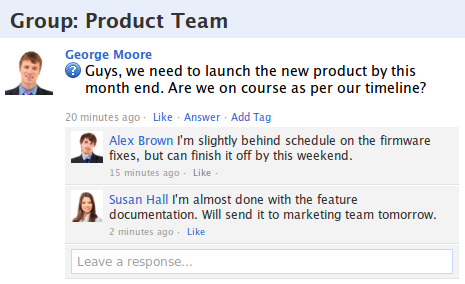 Group: Product Team
George Moore
? Guys, we need to launch the new product by this
month end. Are we on course as per our timeline?
20 minutes ago · Like · Answer · Add Tag
Alex Brown I'm slightly behind schedule on the firmware
fixes, but can finish it off by this weekend.
15 minutes ago · Like ·
Susan Hall I'm almost done with the feature
documentation. Will send it to marketing team tomorrow.
2 minutes ago · Like
Leave a response...